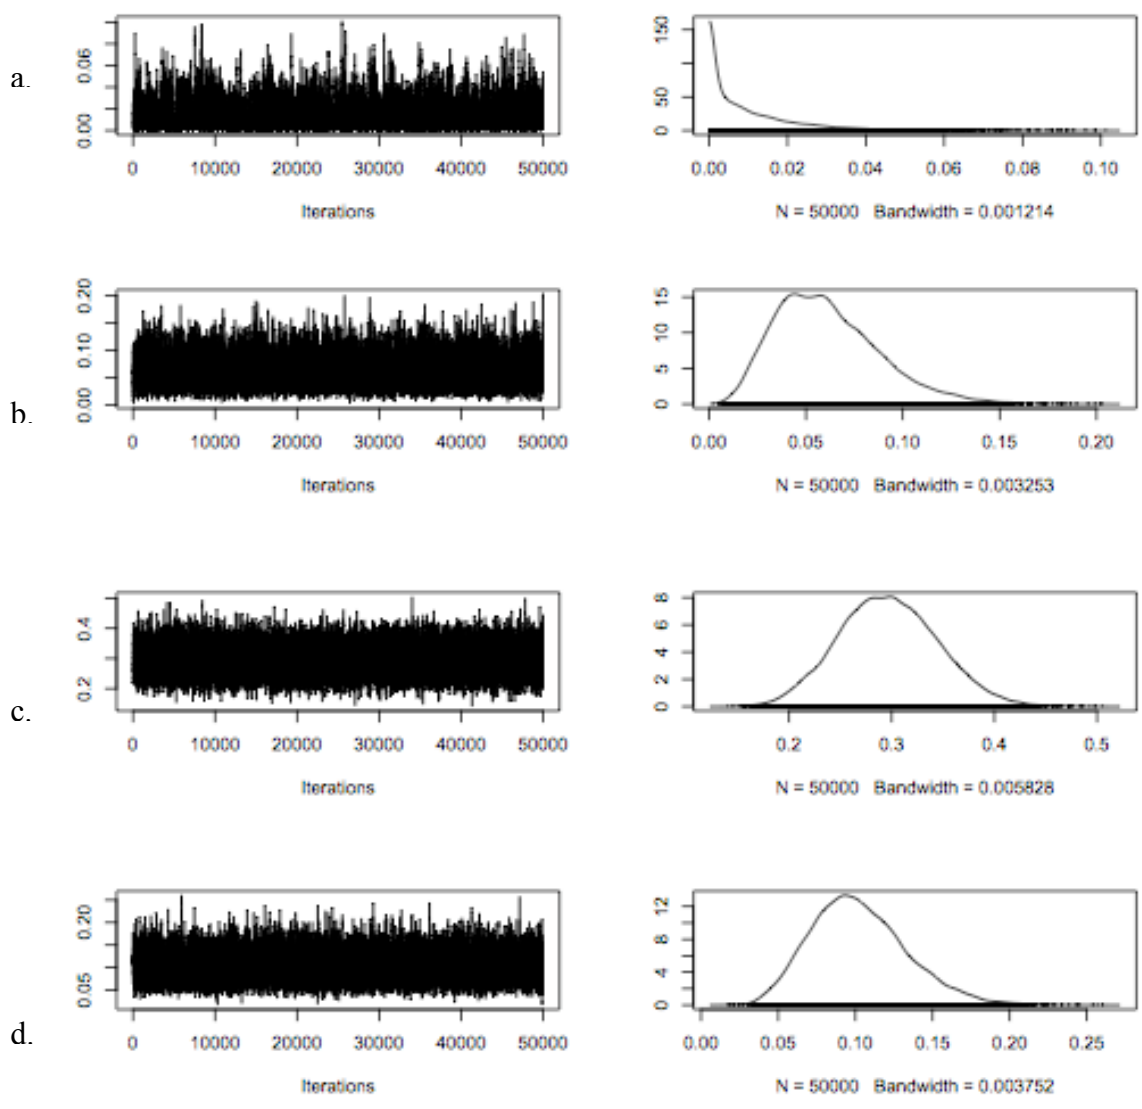 a.
0.00 0.06
0 10000 20000 30000 40000 50000
Iterations
0 50 150
0.00 0.02 0.04 0.06 0.08 0.10
N = 50000 Bandwidth = 0.001214
b.
0.00 0.10 0.20
0 10000 20000 30000 40000 50000
Iterations
0 5 10 15
0.00 0.05 0.10 0.15 0.20
N = 50000 Bandwidth = 0.003253
c.
0.2 0.4
0 10000 20000 30000 40000 50000
Iterations
0 2 4 6 8
0.2 0.3 0.4 0.5
N = 50000 Bandwidth = 0.005828
d.
0.05 0.20
0 10000 20000 30000 40000 50000
Iterations
0 4 8 12
0.00 0.05 0.10 0.15 0.20 0.25
N = 50000 Bandwidth = 0.003752